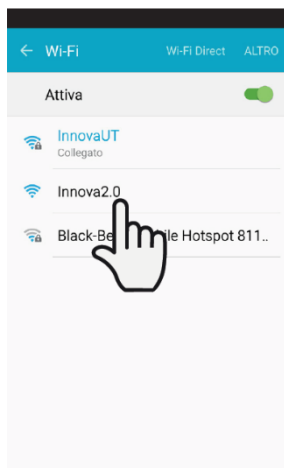 Wi-Fi Wi-Fi Direct ALTRO
Attiva
InnovaUT
Collegato
Innova2.0
Black-Be ile Hotspot 811..